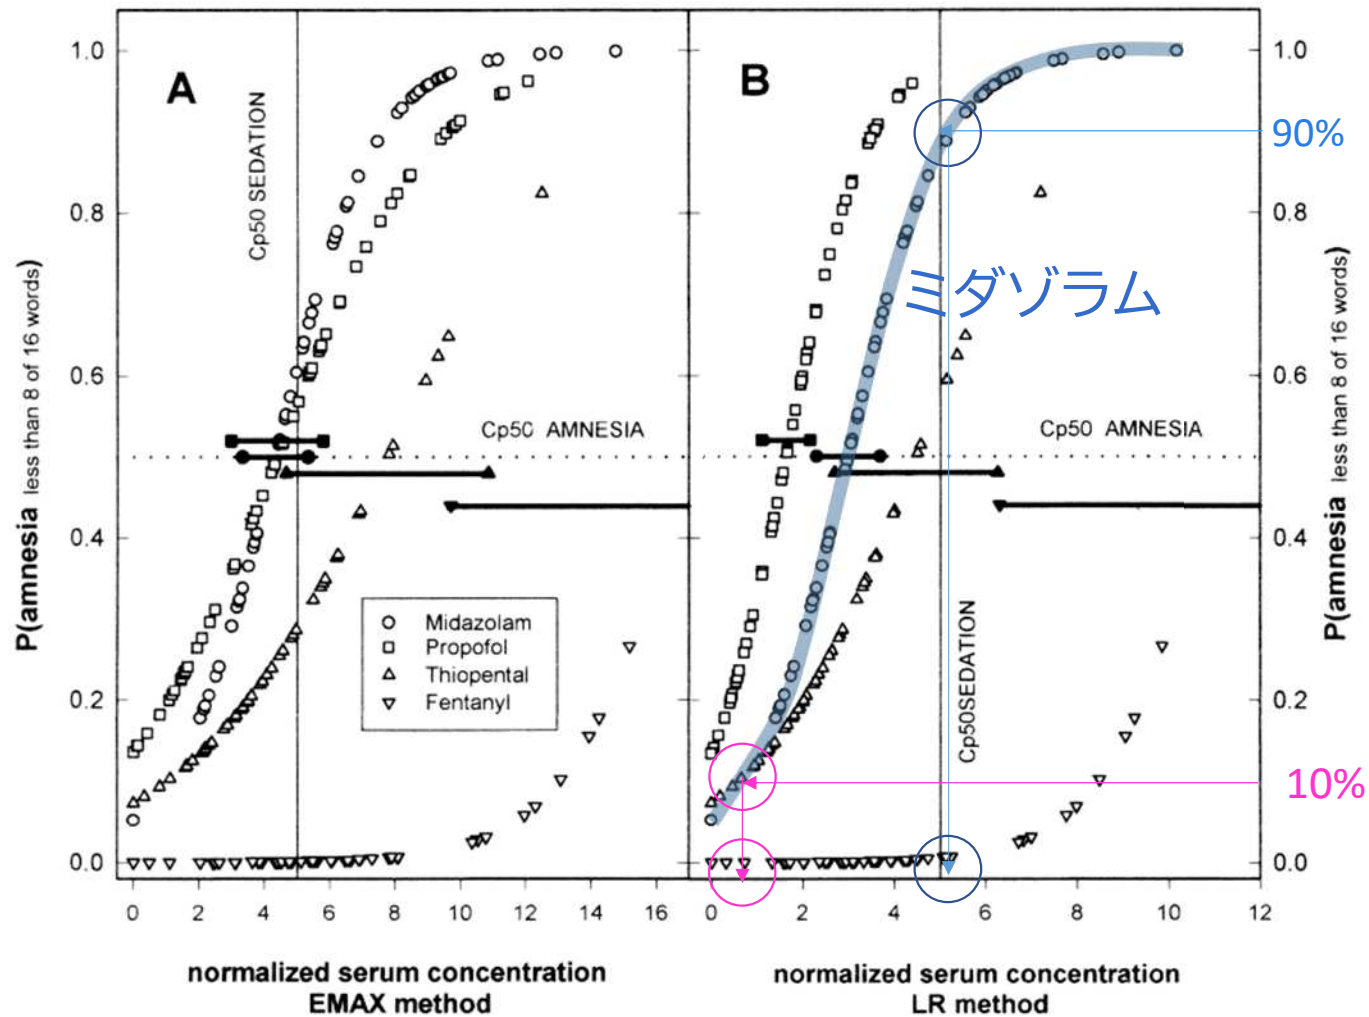 A
B
Cp50 SEDATION
1.0
0.8
0.6
0.4
0.2
0.0
P(amnesia less than 8 of 16 words)
Cp50 AMNESIA
Midazolam
Propofol
Thiopental
Fentanyl
0 2 4 6 8 10 12 14 16
normalized serum concentration
EMAX method
ミダゾラム
Cp50 AMNESIA
Cp50SEDATION
0 2 4 6 8 10 12
normalized serum concentration
LR method
1.0
90%
0.8
0.6
0.4
0.2
10%
0.0
P(amnesia less than 8 of 16 words)